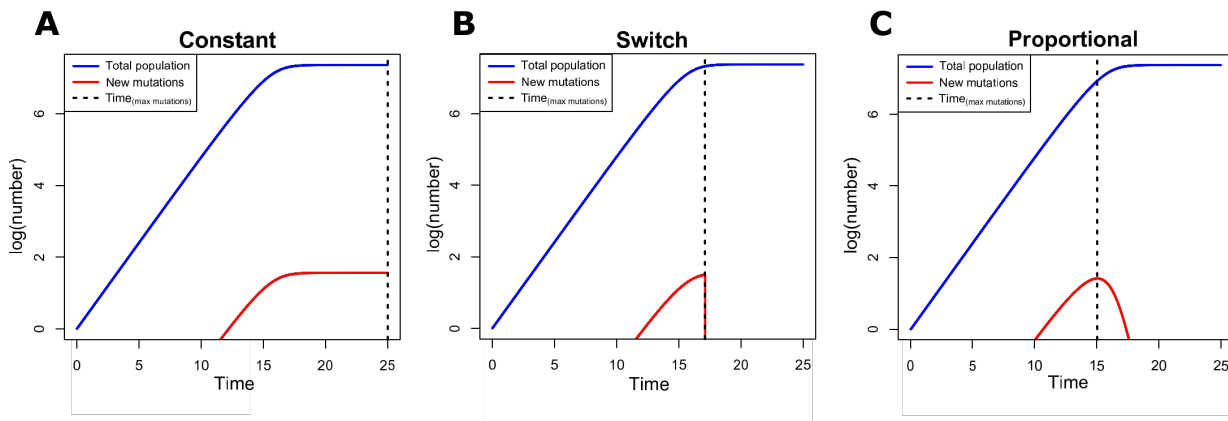 A
Constant
Total population
New mutations
Time(max mutations)
log(number)
0
2
4
6
0 5 10 15 20 25
Time
B
Switch
Total population
New mutations
Time(max mutations)
log(number)
0
2
4
6
0 5 10 15 20 25
Time
C
Proportional
Total population
New mutations
Time(max mutations)
log(number)
0
2
4
6
0 5 10 15 20 25
Time